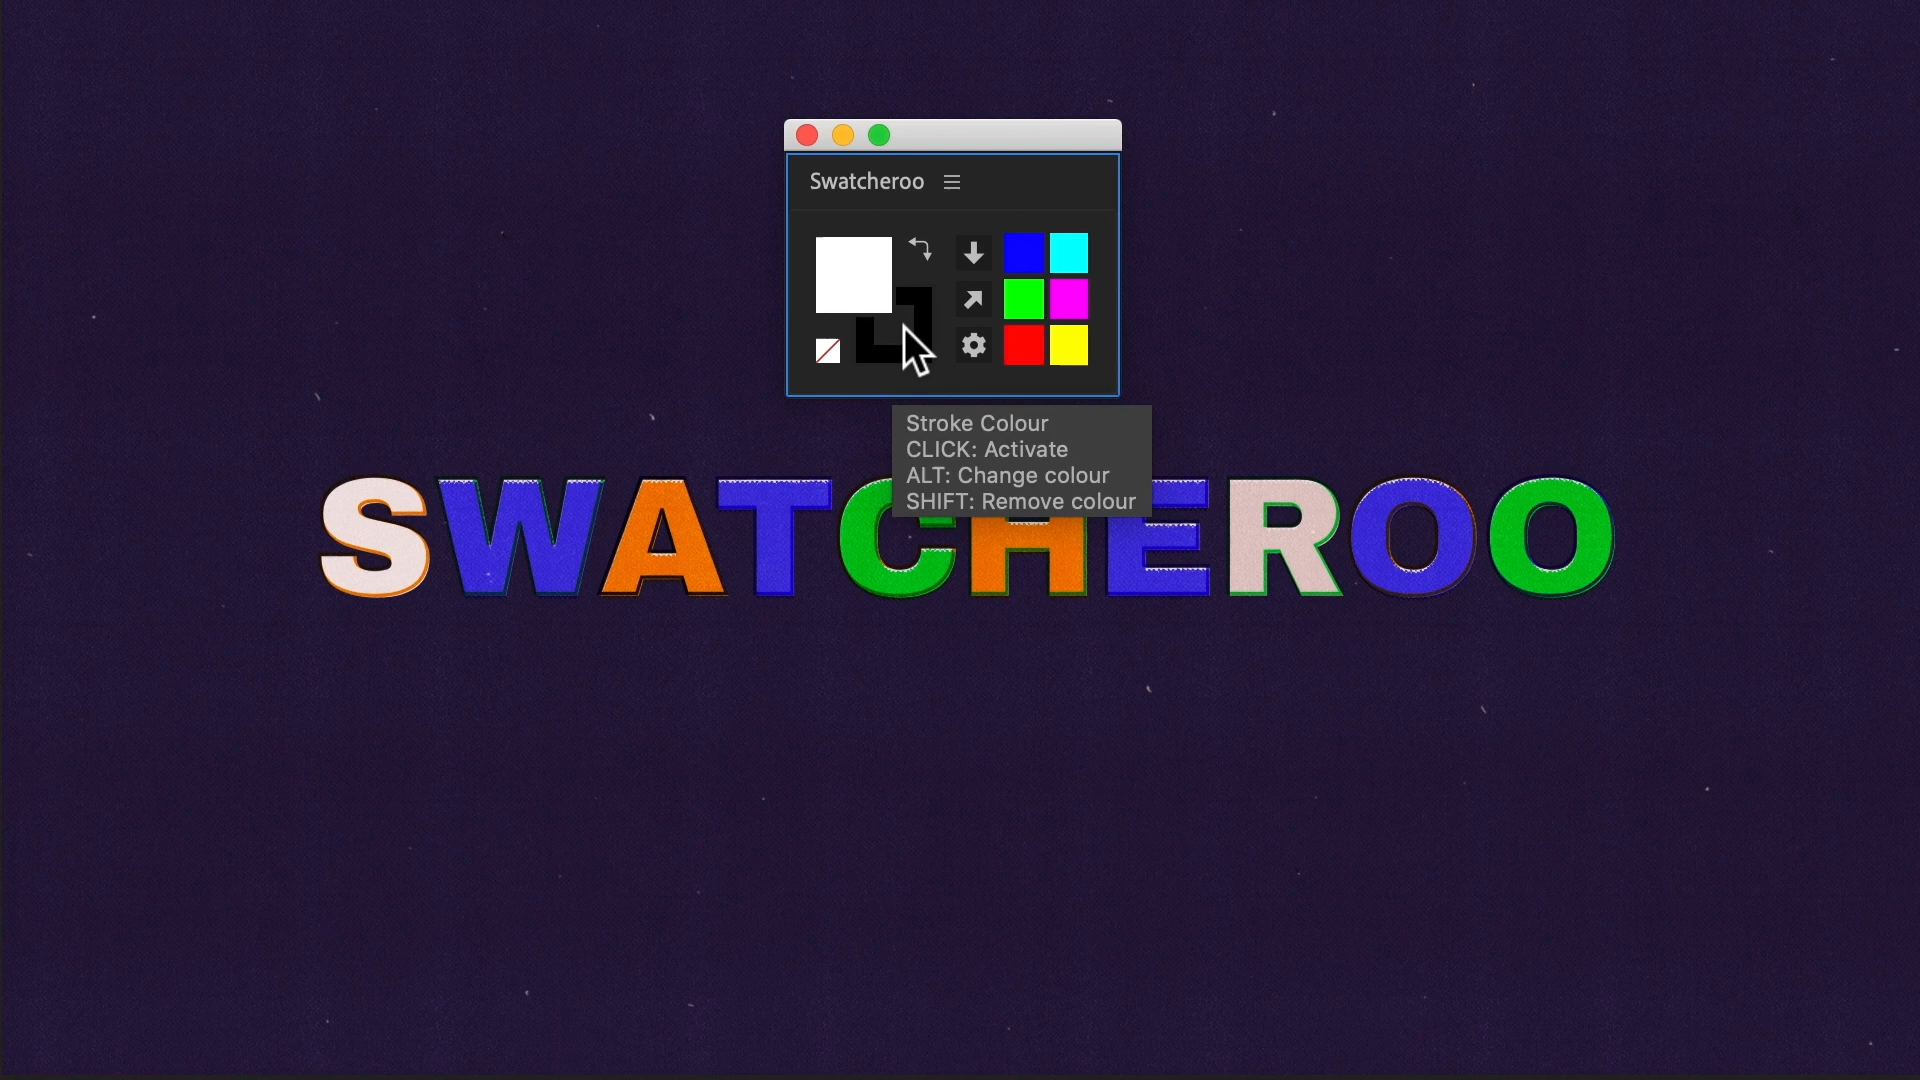 Swatcheroo
Stroke Colour
CLICK: Activate
ALT: Change colour
SHIFT: Remove colour
SWATCHEROO